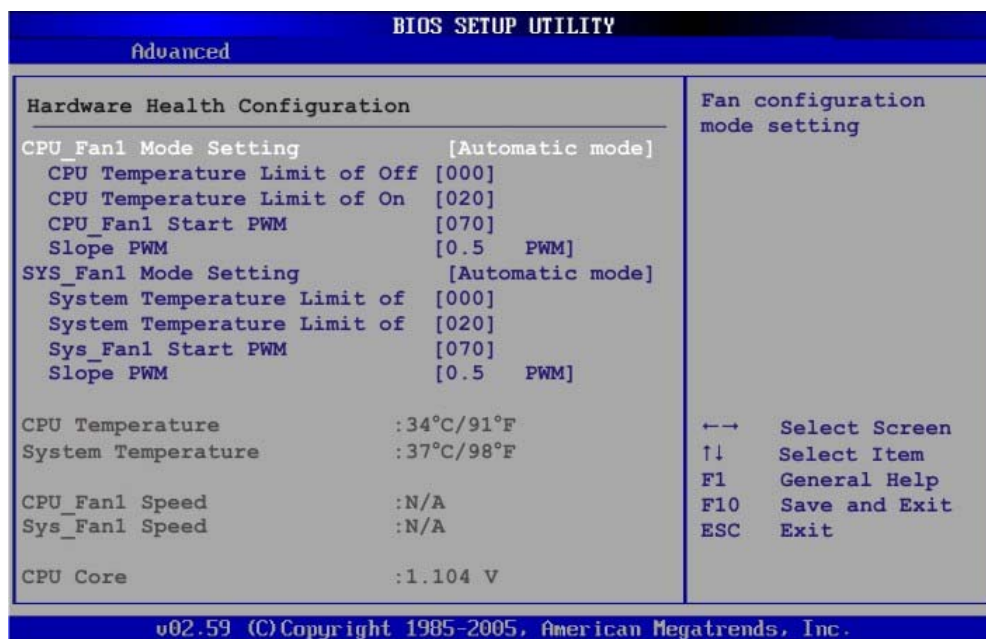 BIOS SETUP UTILITY
Advanced
Hardware Health Configuration
CPU_Fan1 Mode Setting [Automatic mode]
CPU Temperature Limit of Off [000]
CPU Temperature Limit of On [020]
CPU_Fan1 Start PWM [070]
Slope PWM [0.5 PWM]
SYS_Fan1 Mode Setting [Automatic mode]
System Temperature Limit of [000]
System Temperature Limit of [020]
Sys_Fan1 Start PWM [070]
Slope PWM [0.5 PWM]
CPU Temperature :34°C/91°F
System Temperature :37°C/98°F
CPU_Fan1 Speed :N/A
Sys_Fan1 Speed :N/A
CPU Core :1.104 V
Fan configuration
mode setting
←→ Select Screen
↑↓ Select Item
F1 General Help
F10 Save and Exit
ESC Exit
v02.59 (C)Copyright 1985-2005, American Megatrends, Inc.